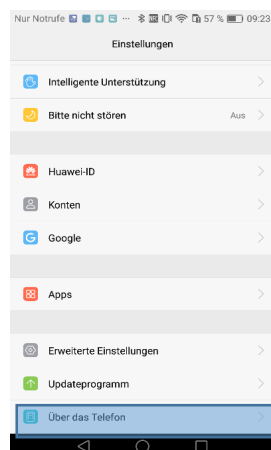 Nur Notrufe ... 57 % 09:23
Einstellungen
Intelligente Unterstützung
Bitte nicht stören Aus
Huawei-ID
Konten
Google
Apps
Erweiterte Einstellungen
Updateprogramm
Über das Telefon